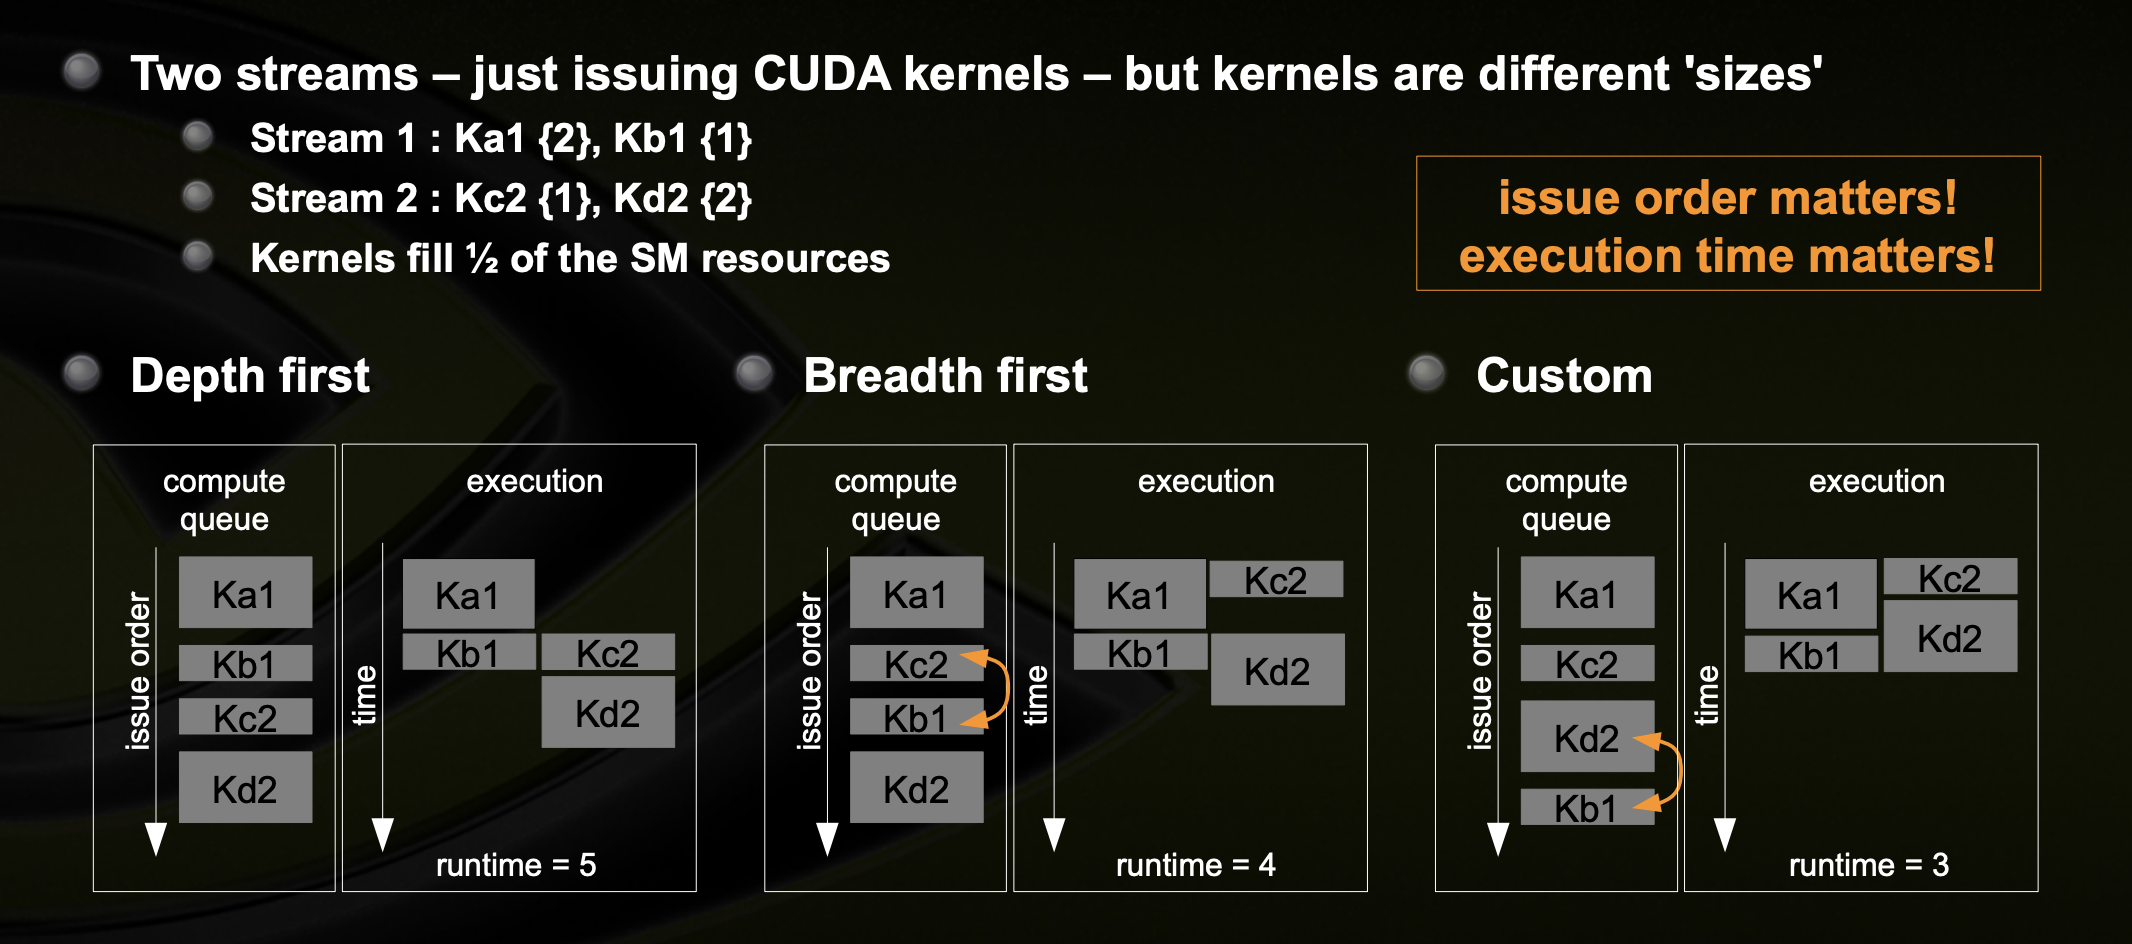 Two streams – just issuing CUDA kernels – but kernels are different 'sizes'
Stream 1 : Ka1 {2}, Kb1 {1}
Stream 2 : Kc2 {1}, Kd2 {2}
Kernels fill ½ of the SM resources
issue order matters!
execution time matters!
Depth first
compute
queue
issue order
Ka1
Kb1
Kc2
Kd2
execution
time
Ka1
Kb1
Kc2
Kd2
runtime = 5
Breadth first
compute
queue
issue order
Ka1
Kc2
Kb1
Kd2
execution
time
Ka1
Kc2
Kb1
Kd2
runtime = 4
Custom
compute
queue
issue order
Ka1
Kc2
Kd2
Kb1
execution
time
Ka1
Kc2
Kb1
Kd2
runtime = 3